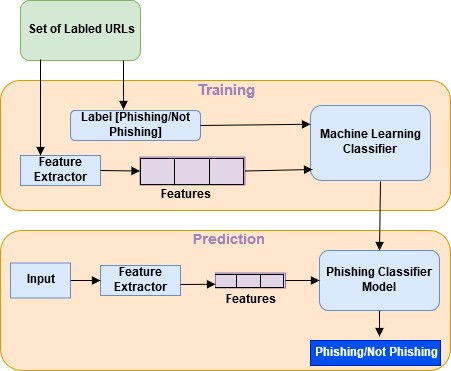 Set of Labled URLs
Training
Label [Phishing/Not
Phishing]
Machine Learning
Classifier
Feature
Extractor
Features
Prediction
Input
Feature
Extractor
Features
Phishing Classifier
Model
Phishing/Not Phishing